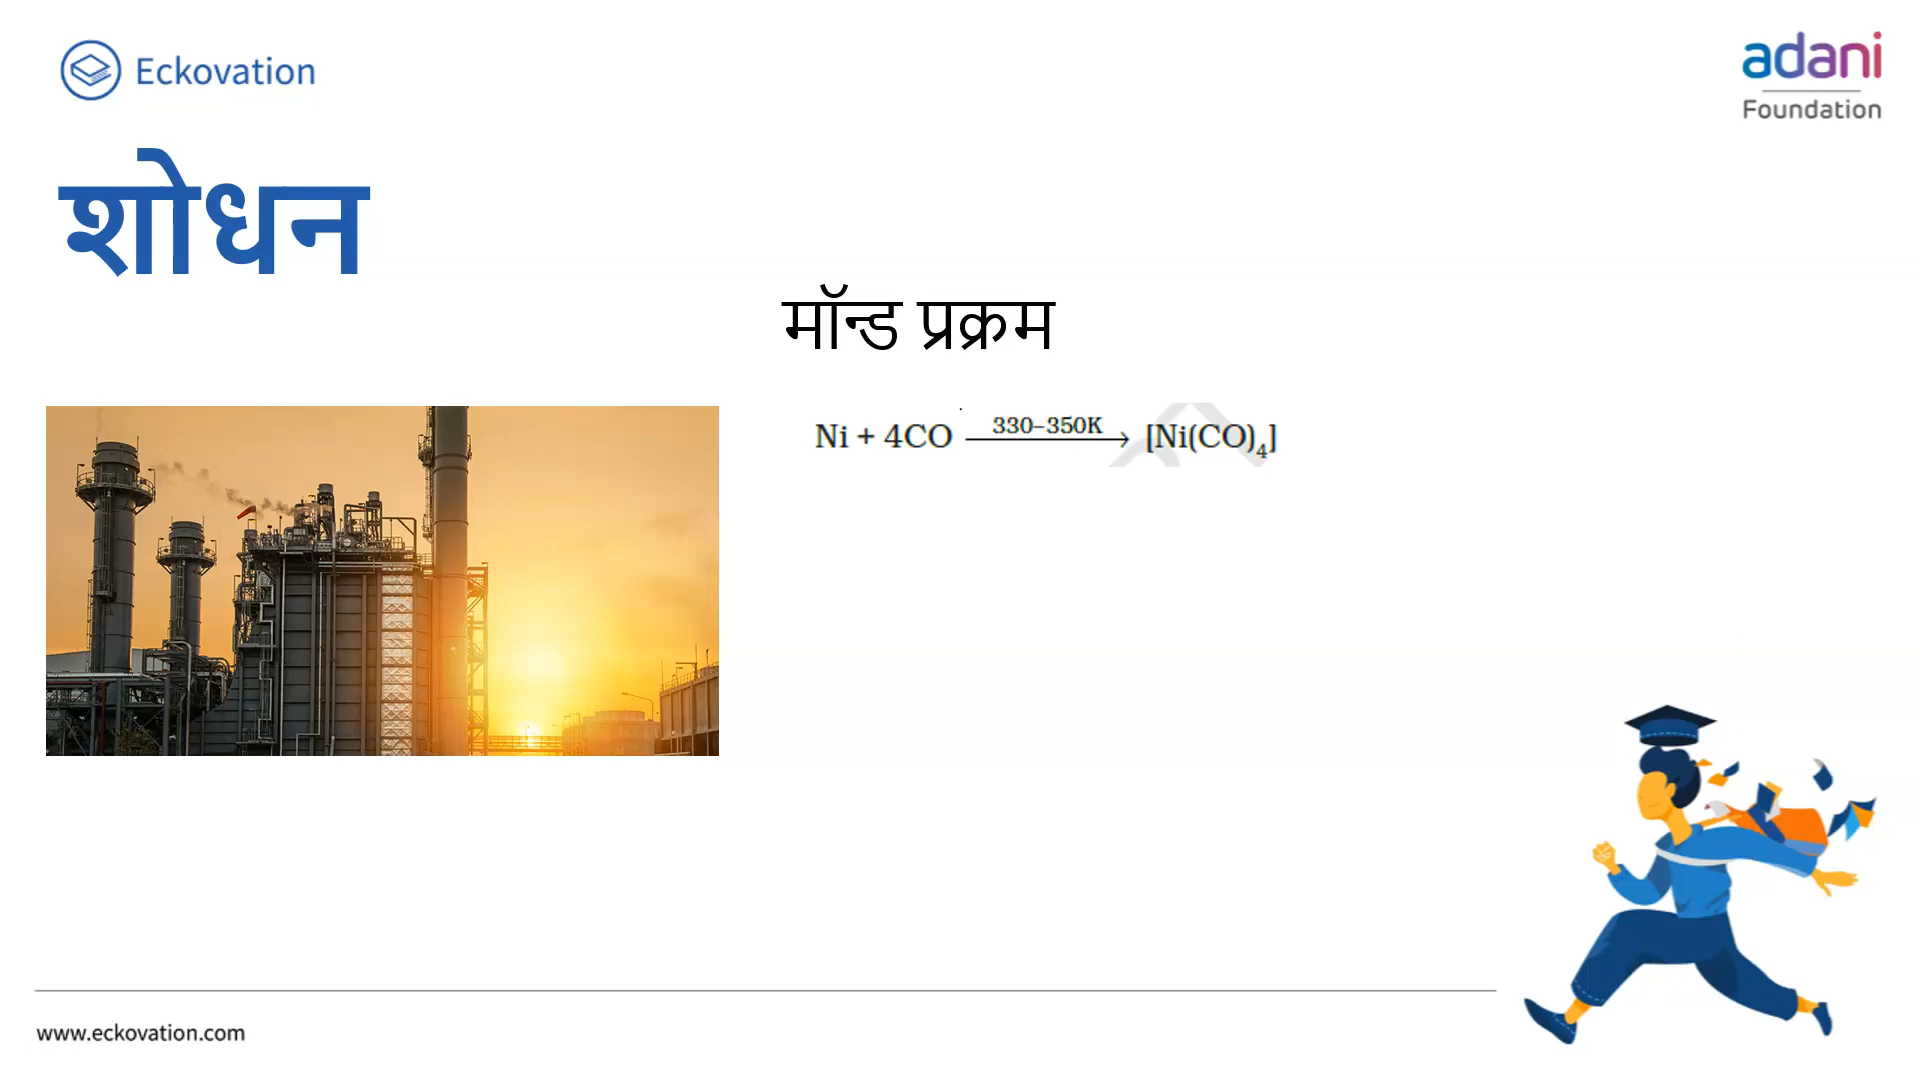 Eckovation
adani
Foundation
शोधन
मॉन्ड प्रक्रम
Ni + 4CO 330–350K → [Ni(CO)₄]
www.eckovation.com